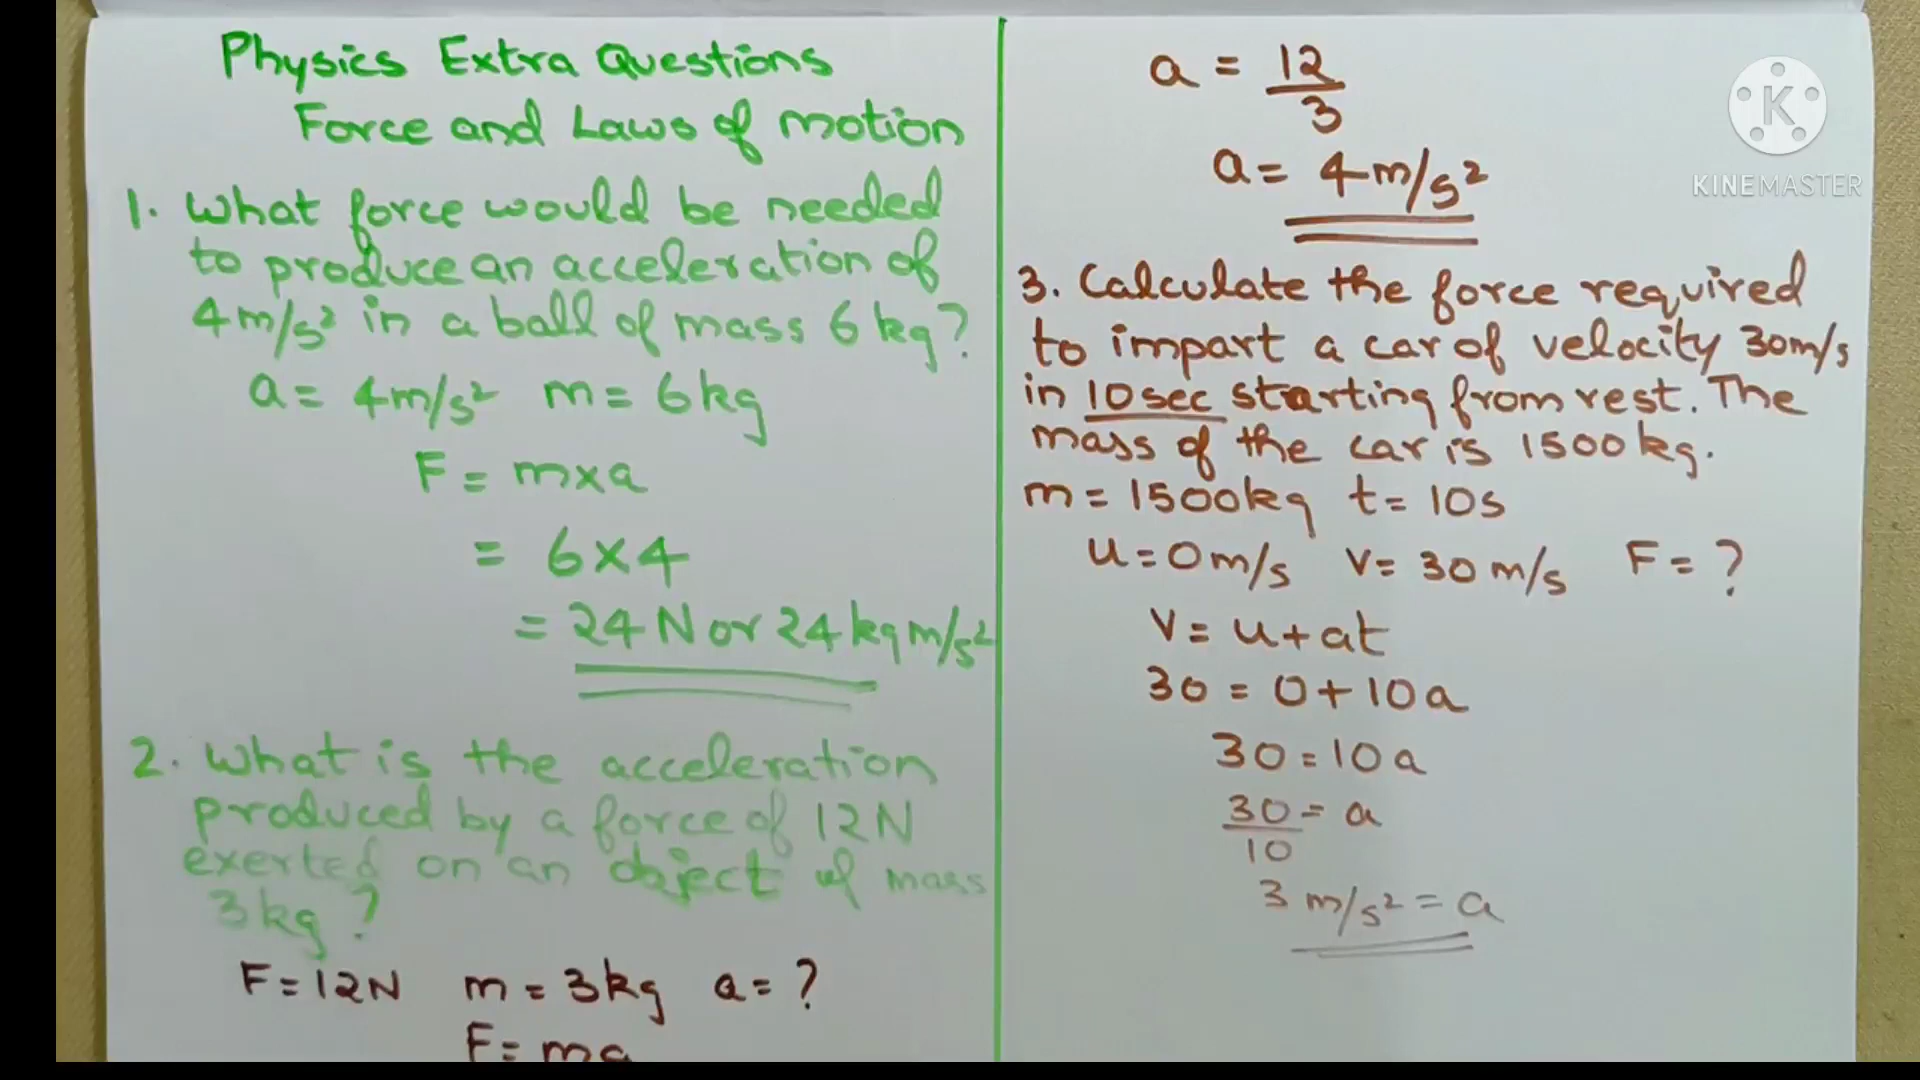 Physics Extra Questions
Force and Laws of motion
1. What force would be needed
to produce an acceleration of
4m/s² in a ball of mass 6 kg?
a = 4m/s² m = 6kg
F = m×a
= 6×4
= 24 N or 24 kg m/s²
2. What is the acceleration
produced by a force of 12N
exerted on an object of mass
3kg?
F = 12N m = 3kg a = ?
F = ma
a = 12/3
a = 4m/s²
3. Calculate the force required
to impart a car of velocity 30m/s
in 10sec starting from rest. The
mass of the car is 1500kg.
m = 1500kg t = 10s
u = 0m/s v = 30 m/s F = ?
v = u + at
30 = 0 + 10a
30 = 10a
30/10 = a
3 m/s² = a
K
KINEMASTER